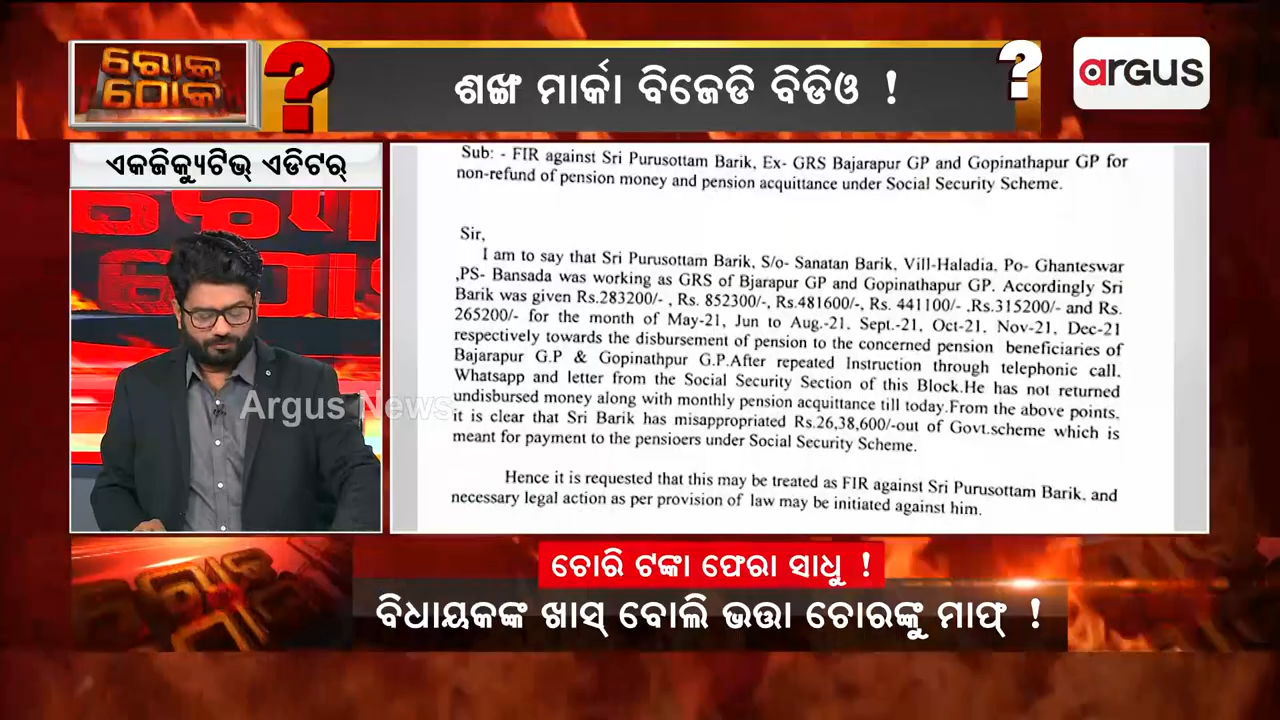 ରୋକ
ଠୋକ
?
ଶଙ୍ଖ ମାର୍କା ବିଜେଡି ବିଡିଓ !
?
argus
ଏକଜିକ୍ୟୁଟିଭ୍ ଏଡିଟର୍
Sub: - FIR against Sri Purusottam Barik, Ex- GRS Bajarapur GP and Gopinathapur GP for
non-refund of pension money and pension acquittance under Social Security Scheme.
Sir,
I am to say that Sri Purusottam Barik, S/o- Sanatan Barik, Vill-Haladia, Po- Ghanteswar
,PS- Bansada was working as GRS of Bjarapur GP and Gopinathapur GP. Accordingly Sri
Barik was given Rs.283200/- , Rs. 852300/-, Rs.481600/-, Rs. 441100/- ,Rs.315200/- and Rs.
265200/- for the month of May-21, Jun to Aug.-21, Sept.-21, Oct-21, Nov-21, Dec-21
respectively towards the disbursement of pension to the concerned pension beneficiaries of
Bajarapur G.P & Gopinathpur G.P.After repeated Instruction through telephonic call,
Whatsapp and letter from the Social Security Section of this Block.He has not returned
undisbursed money along with monthly pension acquittance till today.From the above points,
it is clear that Sri Barik has misappropriated Rs.26,38,600/-out of Govt.scheme which is
meant for payment to the pensioers under Social Security Scheme.
Hence it is requested that this may be treated as FIR against Sri Purusottam Barik, and
necessary legal action as per provision of law may be initiated against him.
Argus News
ଚୋରି ଟଙ୍କା ଫେରା ସାଧୁ !
ବିଧାୟକଙ୍କ ଖାସ୍ ବୋଲି ଭତ୍ତା ଚୋରଙ୍କୁ ମାଫ୍ !